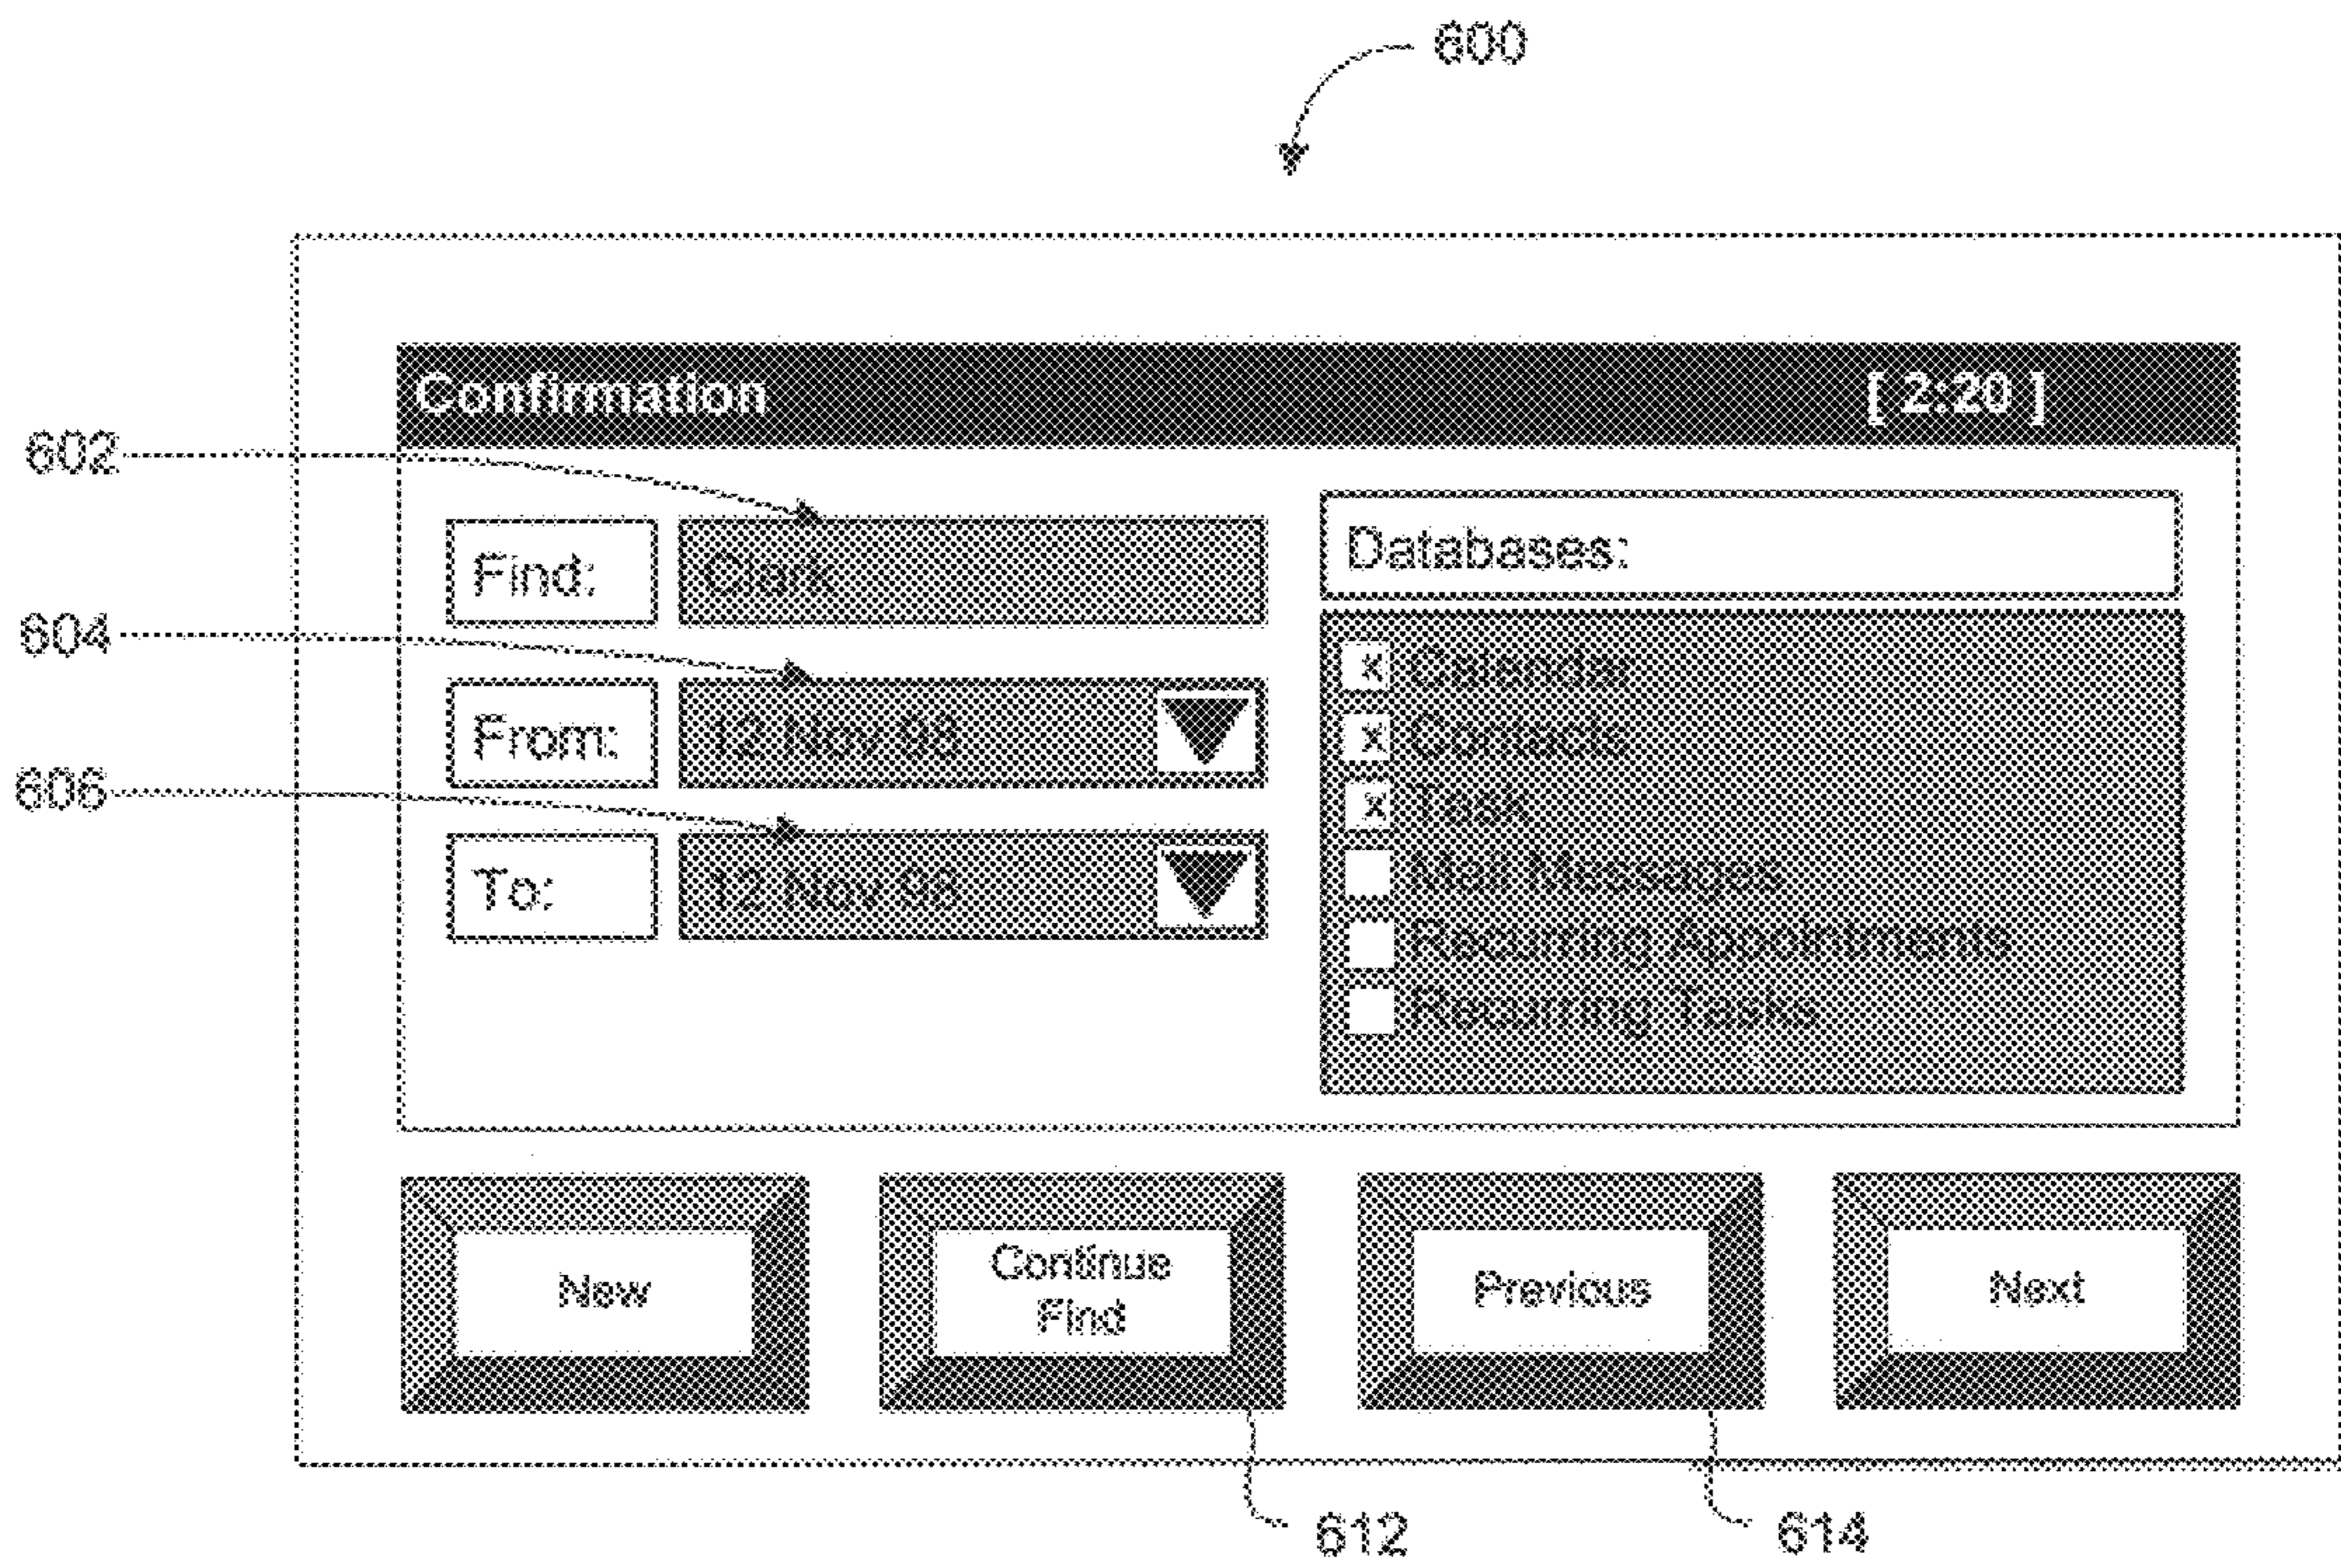 600
Confirmation [ 2:20 ]
602
Find: Clark
604
From: 12 Nov 98
606
To: 12 Nov 98
Databases:
x Calendar
x Contacts
x Task
Mail Messages
Recurring Appointments
Recurring Tasks
New
Continue
Find
Previous
Next
612
614